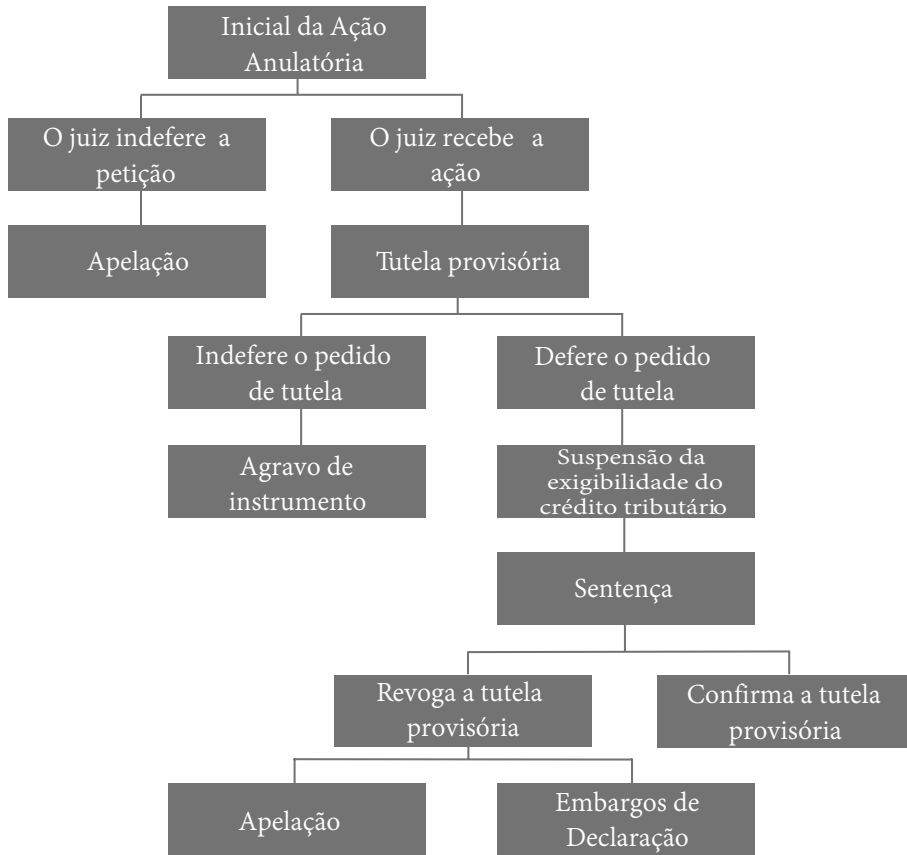 Inicial da Ação
Anulatória
O juiz indefere a
petição
O juiz recebe a
ação
Apelação
Tutela provisória
Indefere o pedido
de tutela
Defere o pedido
de tutela
Agravo de
instrumento
Suspensão da
exigibilidade do
crédito tributário
Sentença
Revoga a tutela
provisória
Confirma a tutela
provisória
Apelação
Embargos de
Declaração